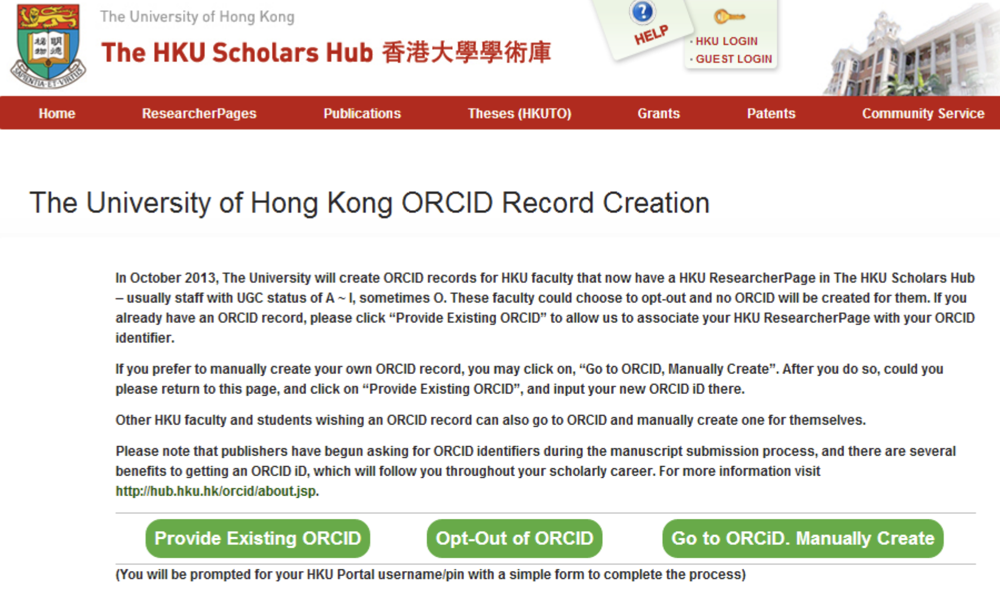 The University of Hong Kong
The HKU Scholars Hub 香港大學學術庫
HELP
HKU LOGIN
GUEST LOGIN
明德
格物
SAPIENTIA·ET·VIRTUS
Home ResearcherPages Publications Theses (HKUTO) Grants Patents Community Service
The University of Hong Kong ORCID Record Creation
In October 2013, The University will create ORCID records for HKU faculty that now have a HKU ResearcherPage in The HKU Scholars Hub
– usually staff with UGC status of A ~ I, sometimes O. These faculty could choose to opt-out and no ORCID will be created for them. If you
already have an ORCID record, please click “Provide Existing ORCID” to allow us to associate your HKU ResearcherPage with your ORCID
identifier.
If you prefer to manually create your own ORCID record, you may click on, “Go to ORCID, Manually Create”. After you do so, could you
please return to this page, and click on “Provide Existing ORCID”, and input your new ORCID iD there.
Other HKU faculty and students wishing an ORCID record can also go to ORCID and manually create one for themselves.
Please note that publishers have begun asking for ORCID identifiers during the manuscript submission process, and there are several
benefits to getting an ORCID iD, which will follow you throughout your scholarly career. For more information visit
http://hub.hku.hk/orcid/about.jsp.
Provide Existing ORCID Opt-Out of ORCID Go to ORCiD. Manually Create
(You will be prompted for your HKU Portal username/pin with a simple form to complete the process)